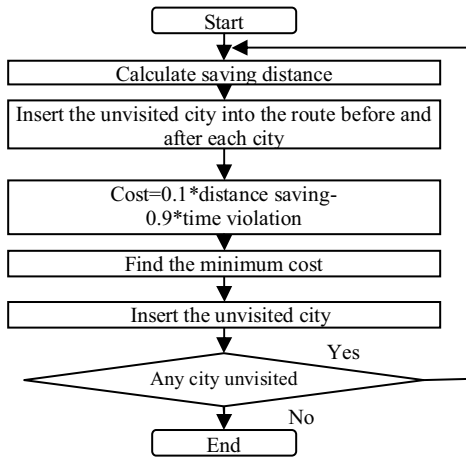 Start
Calculate saving distance
Insert the unvisited city into the route before and
after each city
Cost=0.1*distance saving-
0.9*time violation
Find the minimum cost
Insert the unvisited city
Yes
Any city unvisited
No
End